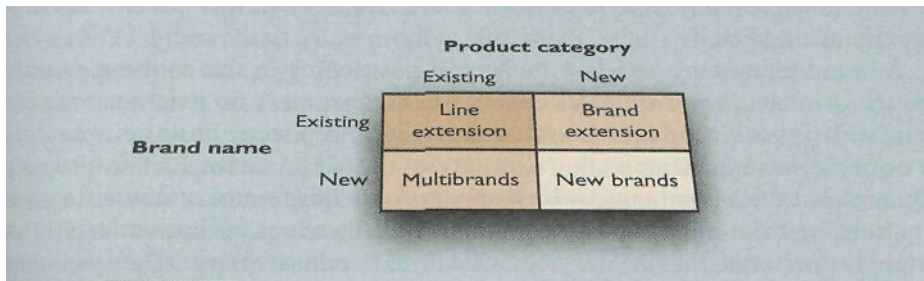 Product category
Existing New
Existing Line extension Brand extension
Brand name
New Multibrands New brands